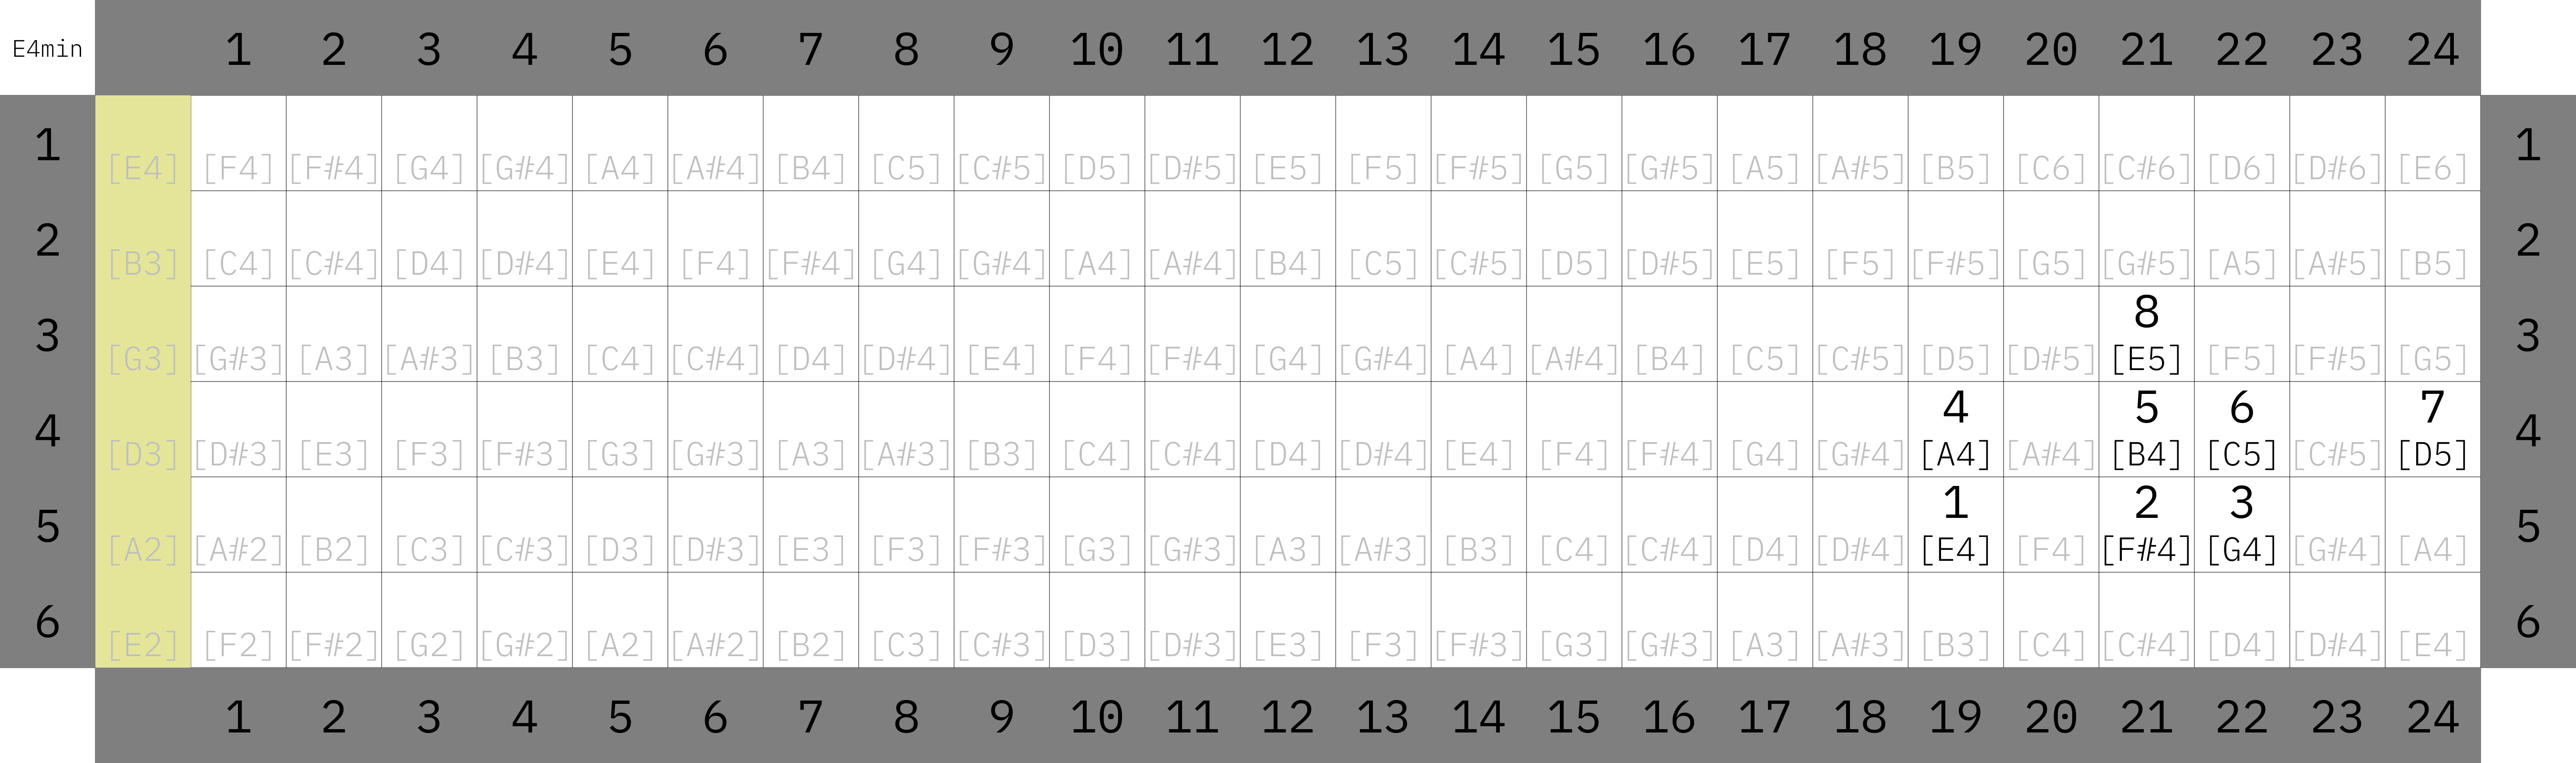 E4min 1 2 3 4 5 6 7 8 9 10 11 12 13 14 15 16 17 18 19 20 21 22 23 24
1 [E4] [F4] [F#4] [G4] [G#4] [A4] [A#4] [B4] [C5] [C#5] [D5] [D#5] [E5] [F5] [F#5] [G5] [G#5] [A5] [A#5] [B5] [C6] [C#6] [D6] [D#6] [E6] 1
2 [B3] [C4] [C#4] [D4] [D#4] [E4] [F4] [F#4] [G4] [G#4] [A4] [A#4] [B4] [C5] [C#5] [D5] [D#5] [E5] [F5] [F#5] [G5] [G#5] [A5] [A#5] [B5] 2
8
3 [G3] [G#3] [A3] [A#3] [B3] [C4] [C#4] [D4] [D#4] [E4] [F4] [F#4] [G4] [G#4] [A4] [A#4] [B4] [C5] [C#5] [D5] [D#5] [E5] [F5] [F#5] [G5] 3
4 5 6 7
4 [D3] [D#3] [E3] [F3] [F#3] [G3] [G#3] [A3] [A#3] [B3] [C4] [C#4] [D4] [D#4] [E4] [F4] [F#4] [G4] [G#4] [A4] [A#4] [B4] [C5] [C#5] [D5] 4
1 2 3
5 [A2] [A#2] [B2] [C3] [C#3] [D3] [D#3] [E3] [F3] [F#3] [G3] [G#3] [A3] [A#3] [B3] [C4] [C#4] [D4] [D#4] [E4] [F4] [F#4] [G4] [G#4] [A4] 5
6 [E2] [F2] [F#2] [G2] [G#2] [A2] [A#2] [B2] [C3] [C#3] [D3] [D#3] [E3] [F3] [F#3] [G3] [G#3] [A3] [A#3] [B3] [C4] [C#4] [D4] [D#4] [E4] 6
1 2 3 4 5 6 7 8 9 10 11 12 13 14 15 16 17 18 19 20 21 22 23 24